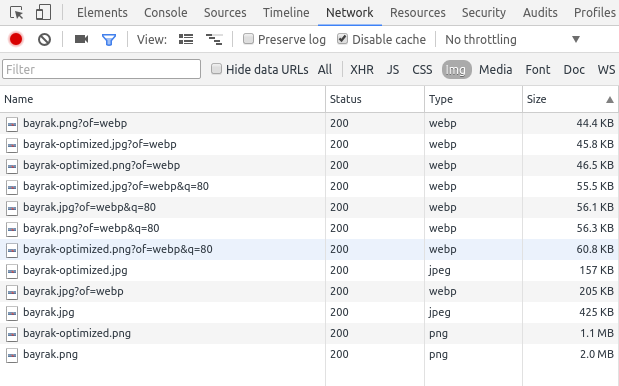 Elements Console Sources Timeline Network Resources Security Audits Profiles
View: Preserve log Disable cache No throttling
Filter Hide data URLs All XHR JS CSS Img Media Font Doc WS
Name Status Type Size
bayrak.png?of=webp 200 webp 44.4 KB
bayrak-optimized.jpg?of=webp 200 webp 45.8 KB
bayrak-optimized.png?of=webp 200 webp 46.5 KB
bayrak-optimized.jpg?of=webp&q=80 200 webp 55.5 KB
bayrak.jpg?of=webp&q=80 200 webp 56.1 KB
bayrak.png?of=webp&q=80 200 webp 56.3 KB
bayrak-optimized.png?of=webp&q=80 200 webp 60.8 KB
bayrak-optimized.jpg 200 jpeg 157 KB
bayrak.jpg?of=webp 200 webp 205 KB
bayrak.jpg 200 jpeg 425 KB
bayrak-optimized.png 200 png 1.1 MB
bayrak.png 200 png 2.0 MB